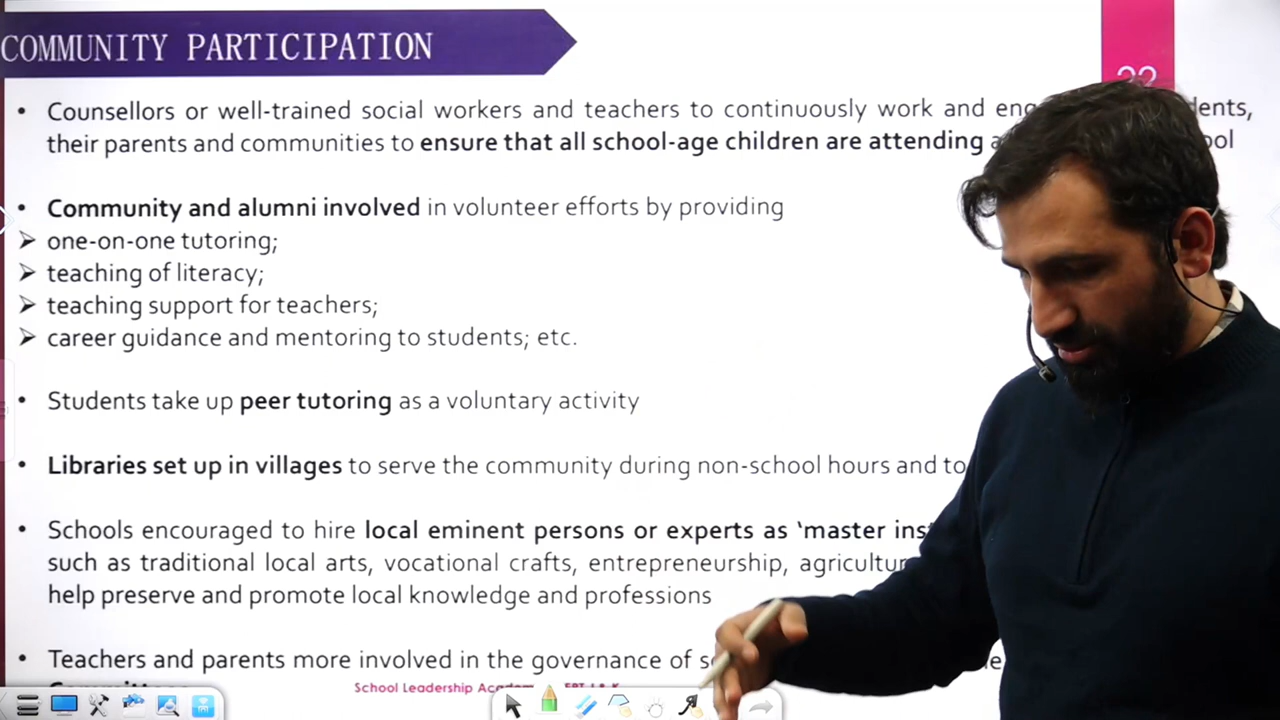 COMMUNITY PARTICIPATION
22
• Counsellors or well-trained social workers and teachers to continuously work and
their parents and communities to ensure that all school-age children are attending
• Community and alumni involved in volunteer efforts by providing
➢ one-on-one tutoring;
➢ teaching of literacy;
➢ teaching support for teachers;
➢ career guidance and mentoring to students; etc.
• Students take up peer tutoring as a voluntary activity
• Libraries set up in villages to serve the community during non-school hours and to
• Schools encouraged to hire local eminent persons or experts as ‘master
such as traditional local arts, vocational crafts, entrepreneurship,
help preserve and promote local knowledge and professions
• Teachers and parents more involved in the governance of
School Leadership